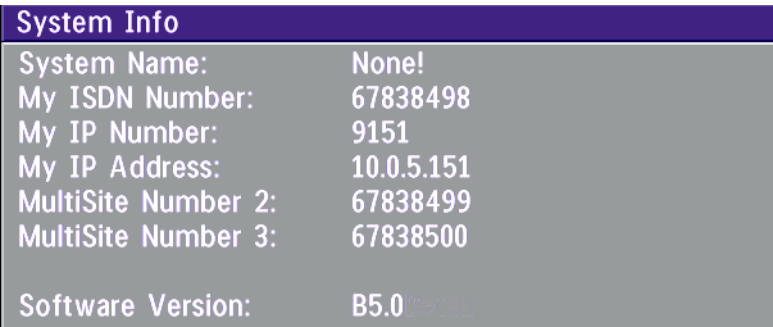 System Info
System Name: None!
My ISDN Number: 67838498
My IP Number: 9151
My IP Address: 10.0.5.151
MultiSite Number 2: 67838499
MultiSite Number 3: 67838500
Software Version: B5.0